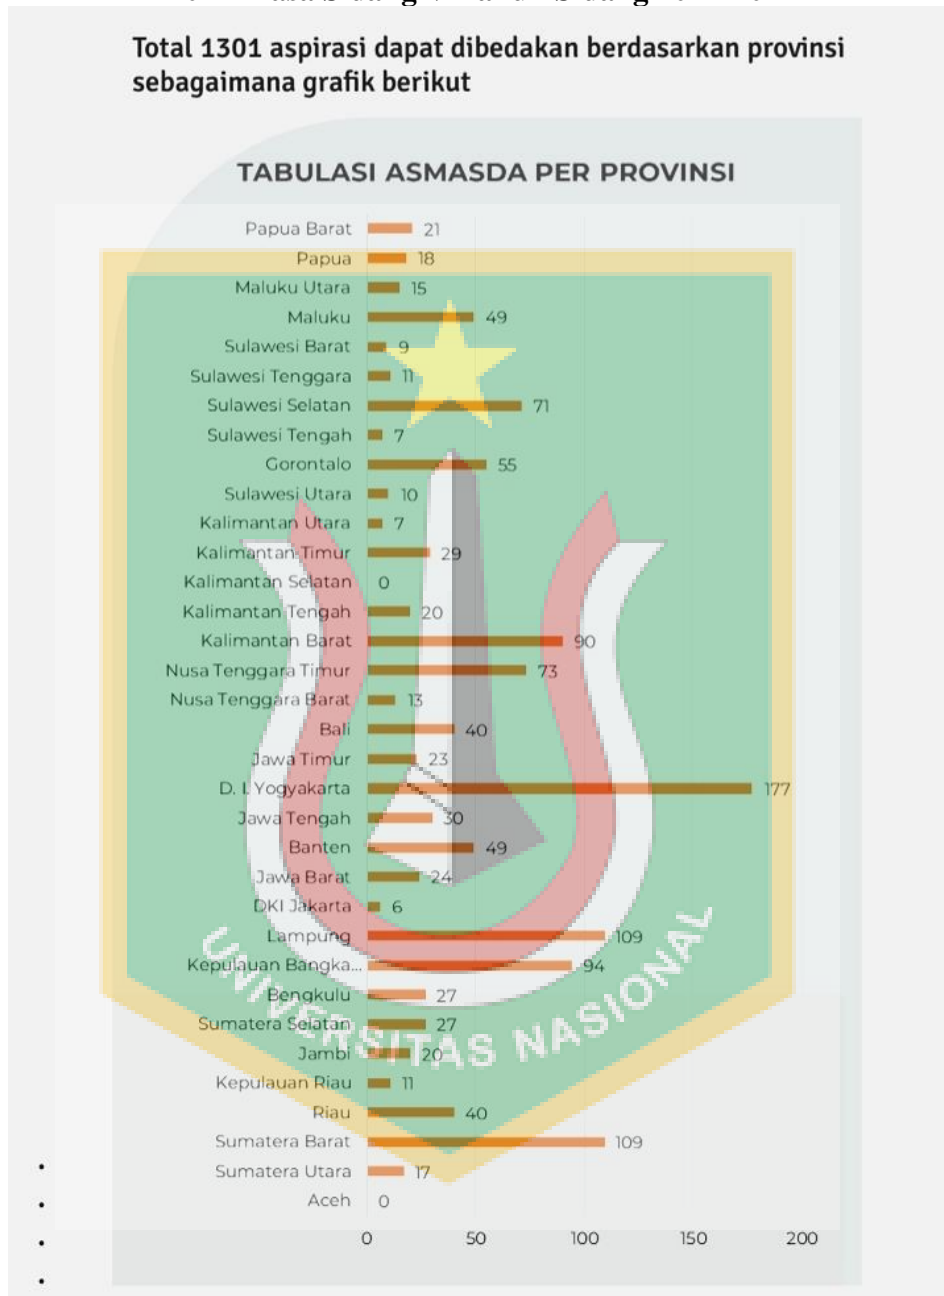 Total 1301 aspirasi dapat dibedakan berdasarkan provinsi
sebagaimana grafik berikut
TABULASI ASMASDA PER PROVINSI
Papua Barat 21
Papua 18
Maluku Utara 15
Maluku 49
Sulawesi Barat 9
Sulawesi Tenggara 11
Sulawesi Selatan 71
Sulawesi Tengah 7
Gorontalo 55
Sulawesi Utara 10
Kalimantan Utara 7
Kalimantan Timur 29
Kalimantan Selatan 0
Kalimantan Tengah 20
Kalimantan Barat 90
Nusa Tenggara Timur 73
Nusa Tenggara Barat 13
Bali 40
Jawa Timur 23
D. I. Yogyakarta 177
Jawa Tengah 30
Banten 49
Jawa Barat 24
DKI Jakarta 6
Lampung 109
Kepulauan Bangka... 94
Bengkulu 27
Sumatera Selatan 27
Jambi 20
Kepulauan Riau 11
Riau 40
Sumatera Barat 109
Sumatera Utara 17
Aceh 0
0 50 100 150 200
UNIVERSITAS NASIONAL